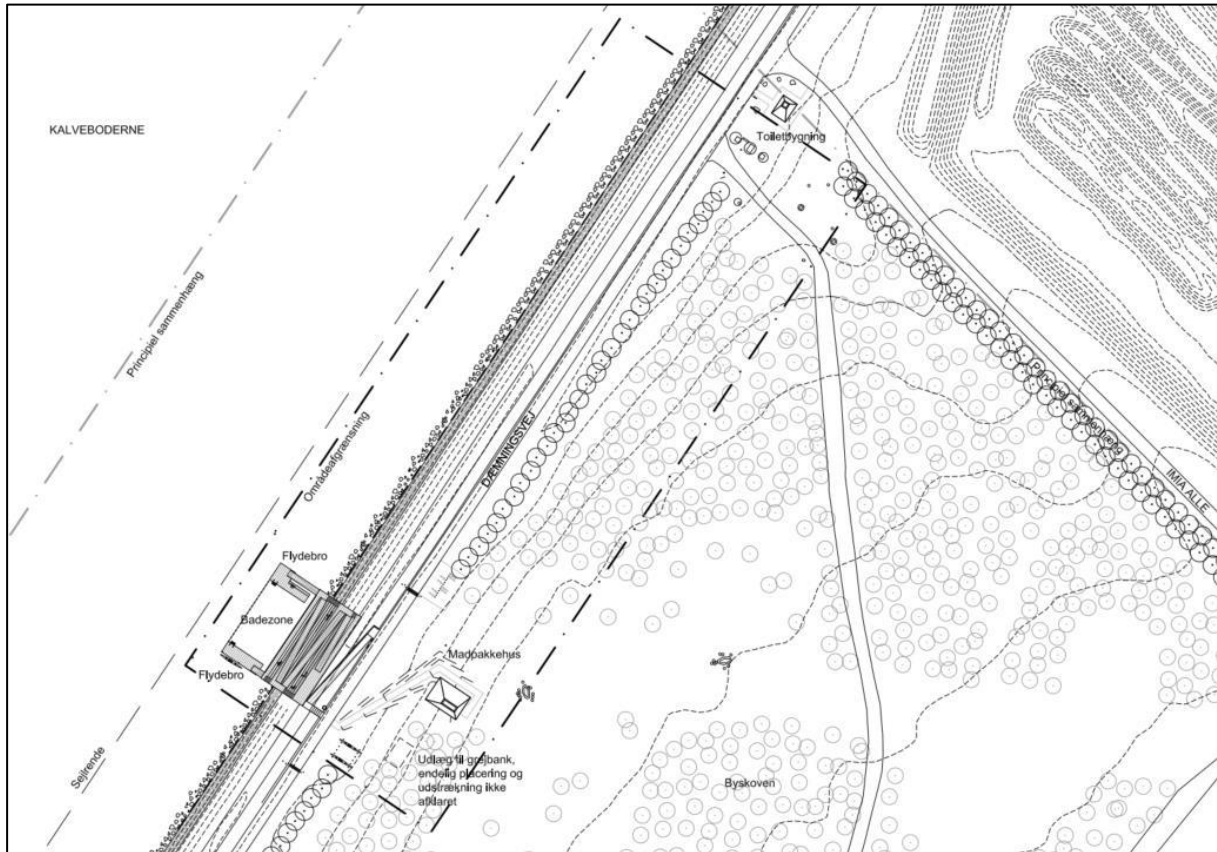 KALVEBODERNE
Toiletbygning
Principiel sammenhæng
Områdeafgrænsning
DÆMNINGSVEJ
IMIA ALLE
Flydebro
Badezone
Flydebro
Madpakkehus
Sejlrende
Udlæg til grejbank,
endelig placering og
udstrækning ikke
afklaret
Byskoven